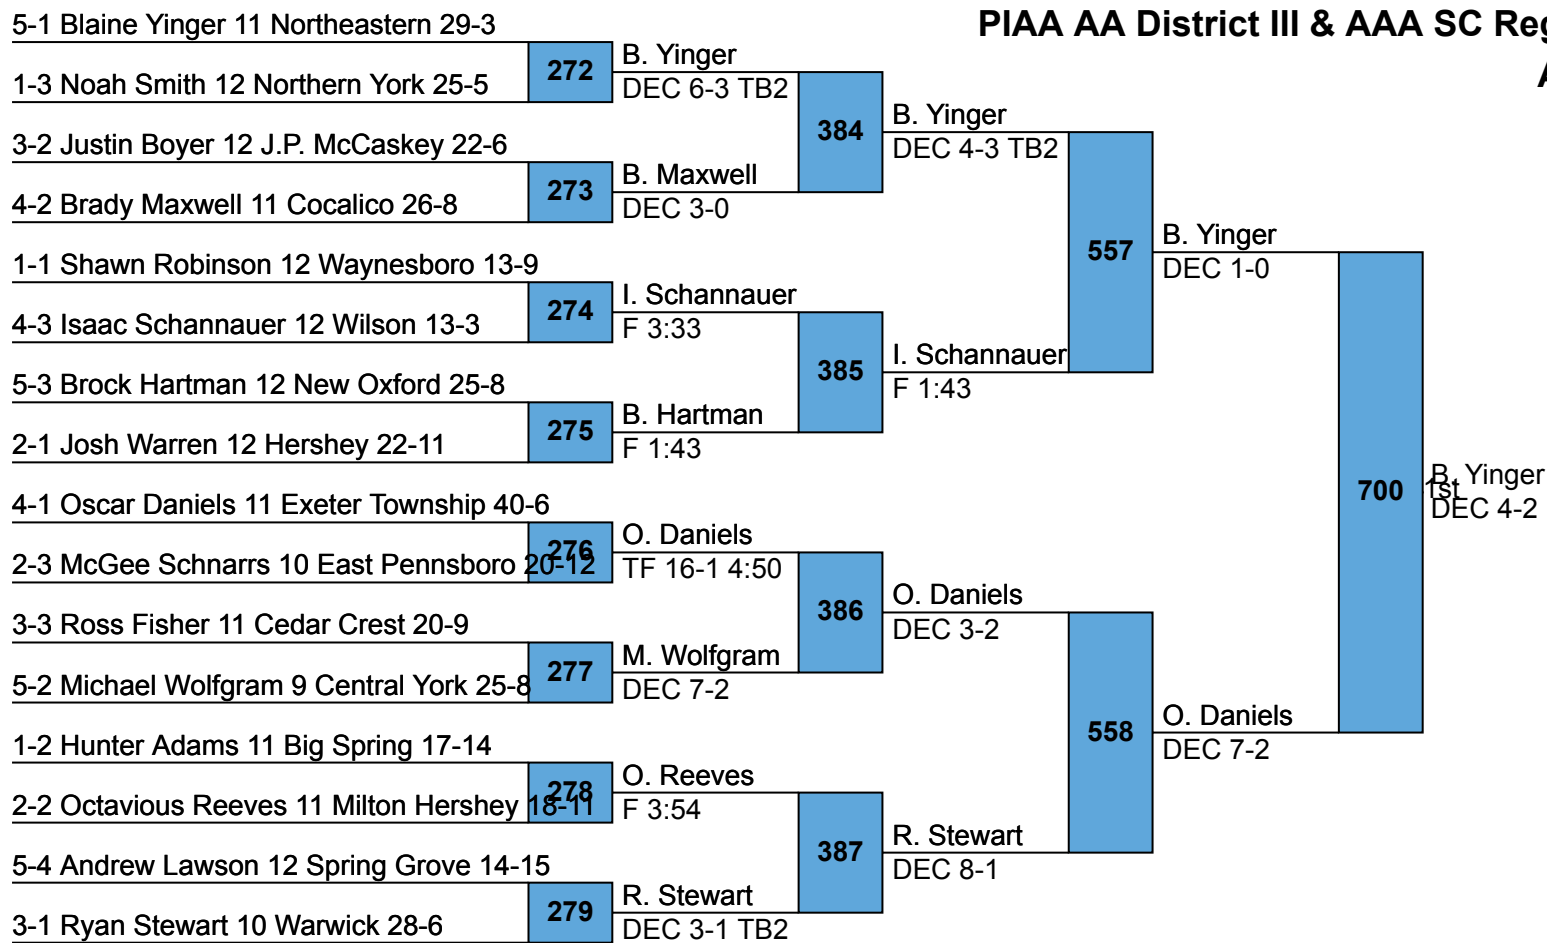 PIAA AA District III & AAA SC Reg
A
5-1 Blaine Yinger 11 Northeastern 29-3
272
B. Yinger
DEC 6-3 TB2
1-3 Noah Smith 12 Northern York 25-5
384
B. Yinger
DEC 4-3 TB2
3-2 Justin Boyer 12 J.P. McCaskey 22-6
273
B. Maxwell
DEC 3-0
4-2 Brady Maxwell 11 Cocalico 26-8
557
B. Yinger
DEC 1-0
1-1 Shawn Robinson 12 Waynesboro 13-9
274
I. Schannauer
F 3:33
4-3 Isaac Schannauer 12 Wilson 13-3
385
I. Schannauer
F 1:43
5-3 Brock Hartman 12 New Oxford 25-8
275
B. Hartman
F 1:43
2-1 Josh Warren 12 Hershey 22-11
700
B. Yinger
1st
DEC 4-2
4-1 Oscar Daniels 11 Exeter Township 40-6
276
O. Daniels
TF 16-1 4:50
2-3 McGee Schnarrs 10 East Pennsboro 20-12
386
O. Daniels
DEC 3-2
3-3 Ross Fisher 11 Cedar Crest 20-9
277
M. Wolfgram
DEC 7-2
5-2 Michael Wolfgram 9 Central York 25-8
558
O. Daniels
DEC 7-2
1-2 Hunter Adams 11 Big Spring 17-14
278
O. Reeves
F 3:54
2-2 Octavious Reeves 11 Milton Hershey 18-11
387
R. Stewart
DEC 8-1
5-4 Andrew Lawson 12 Spring Grove 14-15
279
R. Stewart
DEC 3-1 TB2
3-1 Ryan Stewart 10 Warwick 28-6